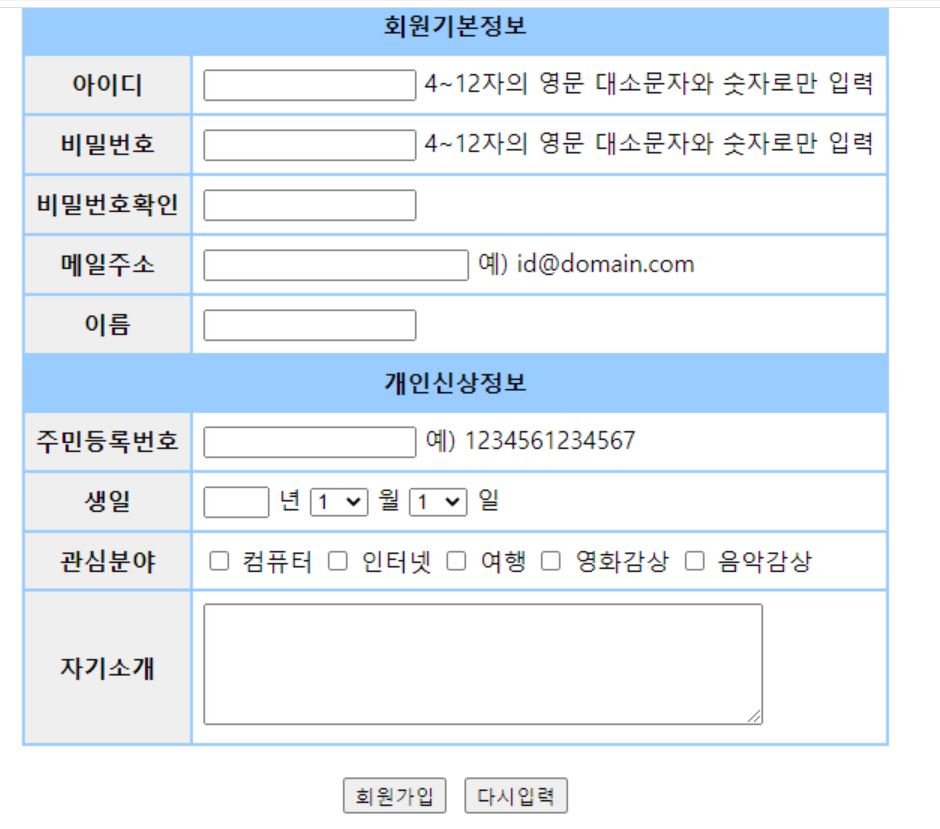 회원기본정보
아이디 4~12자의 영문 대소문자와 숫자로만 입력
비밀번호 4~12자의 영문 대소문자와 숫자로만 입력
비밀번호확인
메일주소 예) id@domain.com
이름
개인신상정보
주민등록번호 예) 1234561234567
생일 년 1 월 1 일
관심분야 컴퓨터 인터넷 여행 영화감상 음악감상
자기소개
회원가입 다시입력